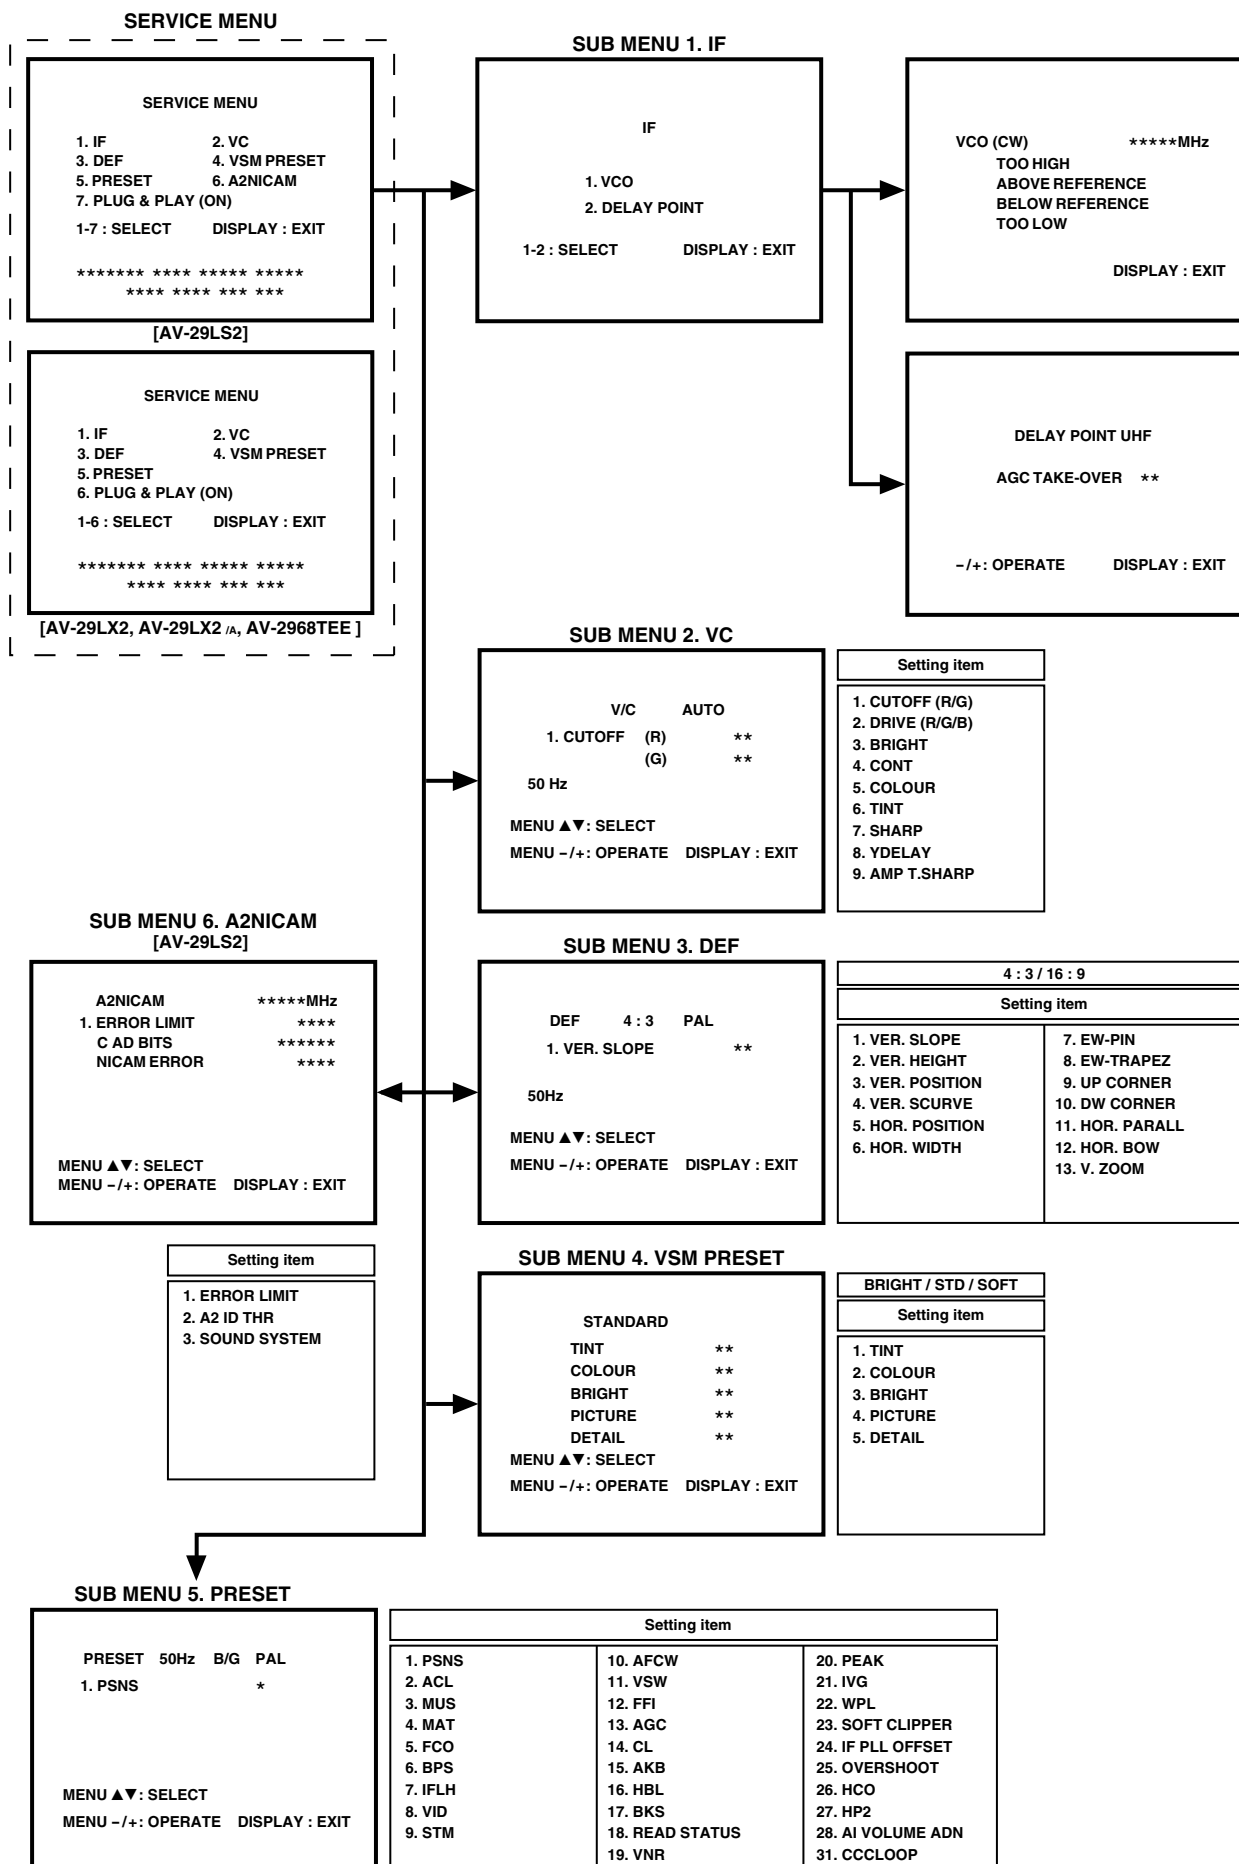 SERVICE MENU
SERVICE MENU
1. IF 2. VC
3. DEF 4. VSM PRESET
5. PRESET 6. A2NICAM
7. PLUG & PLAY (ON)
1-7 : SELECT DISPLAY : EXIT
******* **** ***** *****
**** **** *** ***
[AV-29LS2]
SERVICE MENU
1. IF 2. VC
3. DEF 4. VSM PRESET
5. PRESET
6. PLUG & PLAY (ON)
1-6 : SELECT DISPLAY : EXIT
******* **** ***** *****
**** **** *** ***
[AV-29LX2, AV-29LX2 /A, AV-2968TEE ]
SUB MENU 1. IF
IF
1. VCO
2. DELAY POINT
1-2 : SELECT DISPLAY : EXIT
VCO (CW) *****MHz
TOO HIGH
ABOVE REFERENCE
BELOW REFERENCE
TOO LOW
DISPLAY : EXIT
DELAY POINT UHF
AGC TAKE-OVER **
–/+: OPERATE DISPLAY : EXIT
SUB MENU 2. VC
V/C AUTO
1. CUTOFF (R) **
(G) **
50 Hz
MENU ▲▼: SELECT
MENU –/+: OPERATE DISPLAY : EXIT
Setting item
1. CUTOFF (R/G)
2. DRIVE (R/G/B)
3. BRIGHT
4. CONT
5. COLOUR
6. TINT
7. SHARP
8. YDELAY
9. AMP T.SHARP
SUB MENU 6. A2NICAM
[AV-29LS2]
A2NICAM *****MHz
1. ERROR LIMIT ****
C AD BITS ******
NICAM ERROR ****
MENU ▲▼: SELECT
MENU –/+: OPERATE DISPLAY : EXIT
Setting item
1. ERROR LIMIT
2. A2 ID THR
3. SOUND SYSTEM
SUB MENU 3. DEF
DEF 4 : 3 PAL
1. VER. SLOPE **
50Hz
MENU ▲▼: SELECT
MENU –/+: OPERATE DISPLAY : EXIT
4 : 3 / 16 : 9
Setting item
1. VER. SLOPE
2. VER. HEIGHT
3. VER. POSITION
4. VER. SCURVE
5. HOR. POSITION
6. HOR. WIDTH
7. EW-PIN
8. EW-TRAPEZ
9. UP CORNER
10. DW CORNER
11. HOR. PARALL
12. HOR. BOW
13. V. ZOOM
SUB MENU 4. VSM PRESET
STANDARD
TINT **
COLOUR **
BRIGHT **
PICTURE **
DETAIL **
MENU ▲▼: SELECT
MENU –/+: OPERATE DISPLAY : EXIT
BRIGHT / STD / SOFT
Setting item
1. TINT
2. COLOUR
3. BRIGHT
4. PICTURE
5. DETAIL
SUB MENU 5. PRESET
PRESET 50Hz B/G PAL
1. PSNS *
MENU ▲▼: SELECT
MENU –/+: OPERATE DISPLAY : EXIT
Setting item
1. PSNS
2. ACL
3. MUS
4. MAT
5. FCO
6. BPS
7. IFLH
8. VID
9. STM
10. AFCW
11. VSW
12. FFI
13. AGC
14. CL
15. AKB
16. HBL
17. BKS
18. READ STATUS
19. VNR
20. PEAK
21. IVG
22. WPL
23. SOFT CLIPPER
24. IF PLL OFFSET
25. OVERSHOOT
26. HCO
27. HP2
28. AI VOLUME ADN
31. CCCLOOP